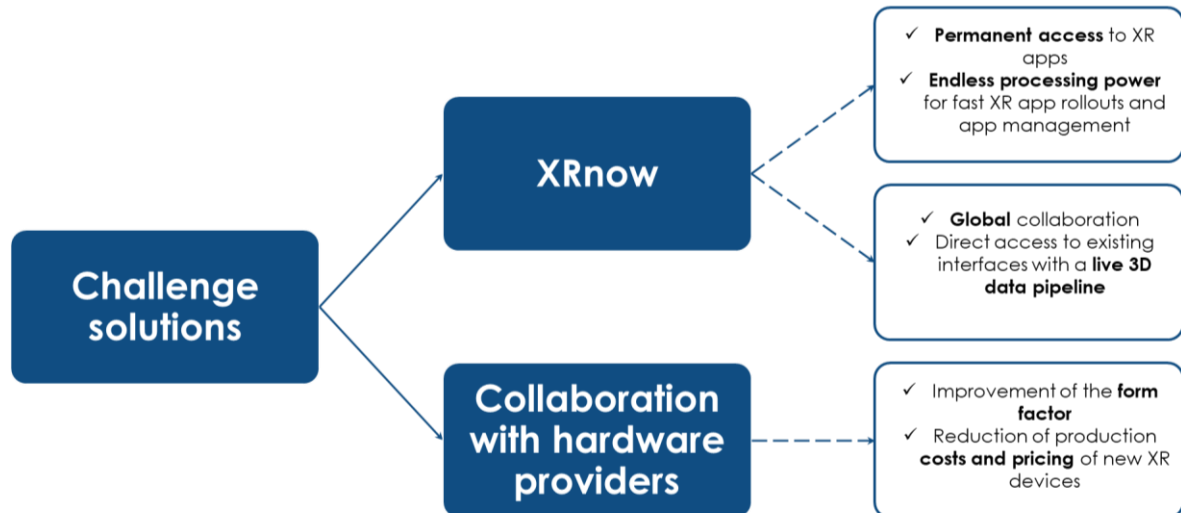 Challenge
solutions
XRnow
Collaboration
with hardware
providers
✓ Permanent access to XR
apps
✓ Endless processing power
for fast XR app rollouts and
app management
✓ Global collaboration
✓ Direct access to existing
interfaces with a live 3D
data pipeline
✓ Improvement of the form
factor
✓ Reduction of production
costs and pricing of new XR
devices